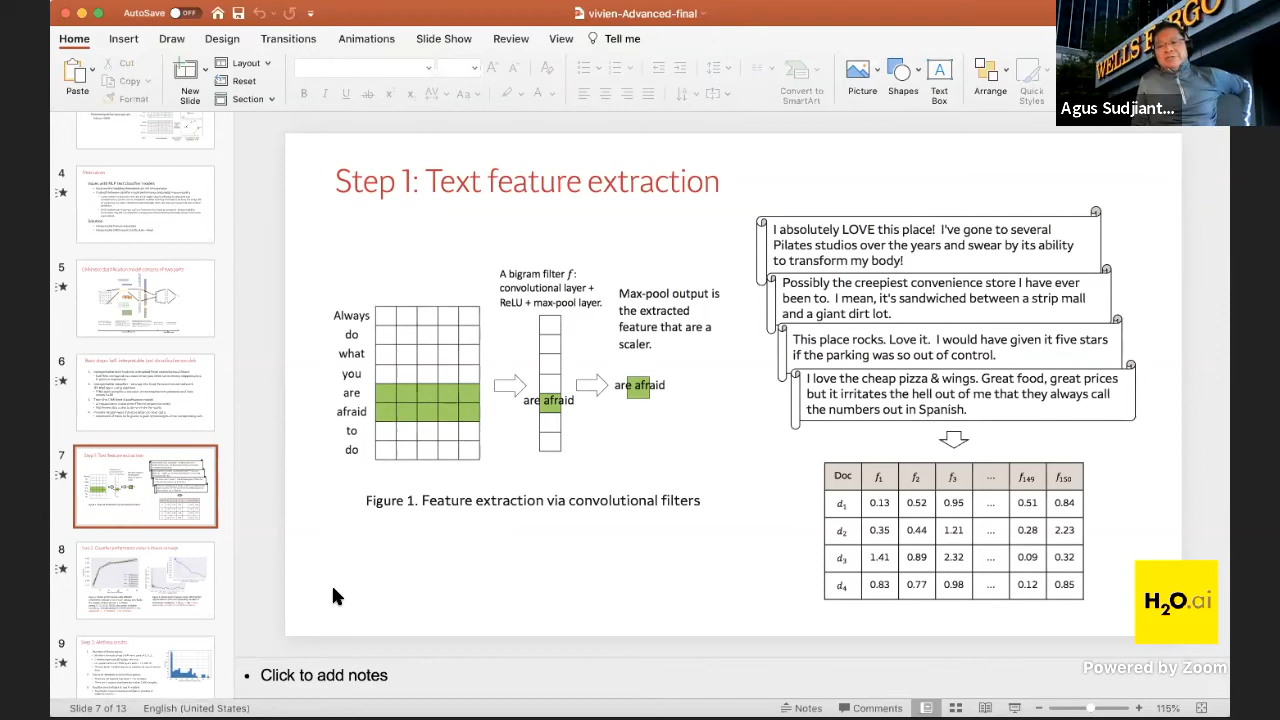 AutoSave OFF
vivien-Advanced-final
Home Insert Draw Design Transitions Animations Slide Show Review View Tell me
Paste
Cut
Copy
Format
New
Slide
Layout
Reset
Section
Convert to
SmartArt
Picture
Shapes
Text
Box
Arrange
Quick
Styles
WELLS FARGO
Agus Sudjiant...
4
5
6
7
8
9
Step 1: Text feature extraction
Always
do
what
you
are
afraid
to
do
A bigram filter f:
convolutional layer +
ReLU + max-pool layer.
are afraid
Max-pool output is
the extracted
feature that are a
scaler.
are afraid
Figure 1. Feature extraction via convolutional filters
I absolutely LOVE this place! I've gone to several
Pilates studios over the years and swear by its ability
to transform my body!
Possibly the creepiest convenience store I have ever
been to. I mean, it's sandwiched between a strip mall
and a giant dirt lot.
This place rocks. Love it. I would have given it five stars
if the parking was so out of control.
I love the cheap pizza & wings. Great food, great prices
but it irritates the hell out of me that they always call
the numbers out in Spanish.
Doc f1 f2 f3 ... f149 f150
d1 0.13 0.52 0.95 ... 0.51 0.84
d2 0.35 0.44 1.21 ... 0.28 2.23
d3 1.41 0.89 2.32 ... 0.09 0.32
0.83 0.77 0.98 ... 0.12 0.85
H2O.ai
Powered by Zoom
• Click to add notes
Slide 7 of 13 English (United States) Notes Comments 115%